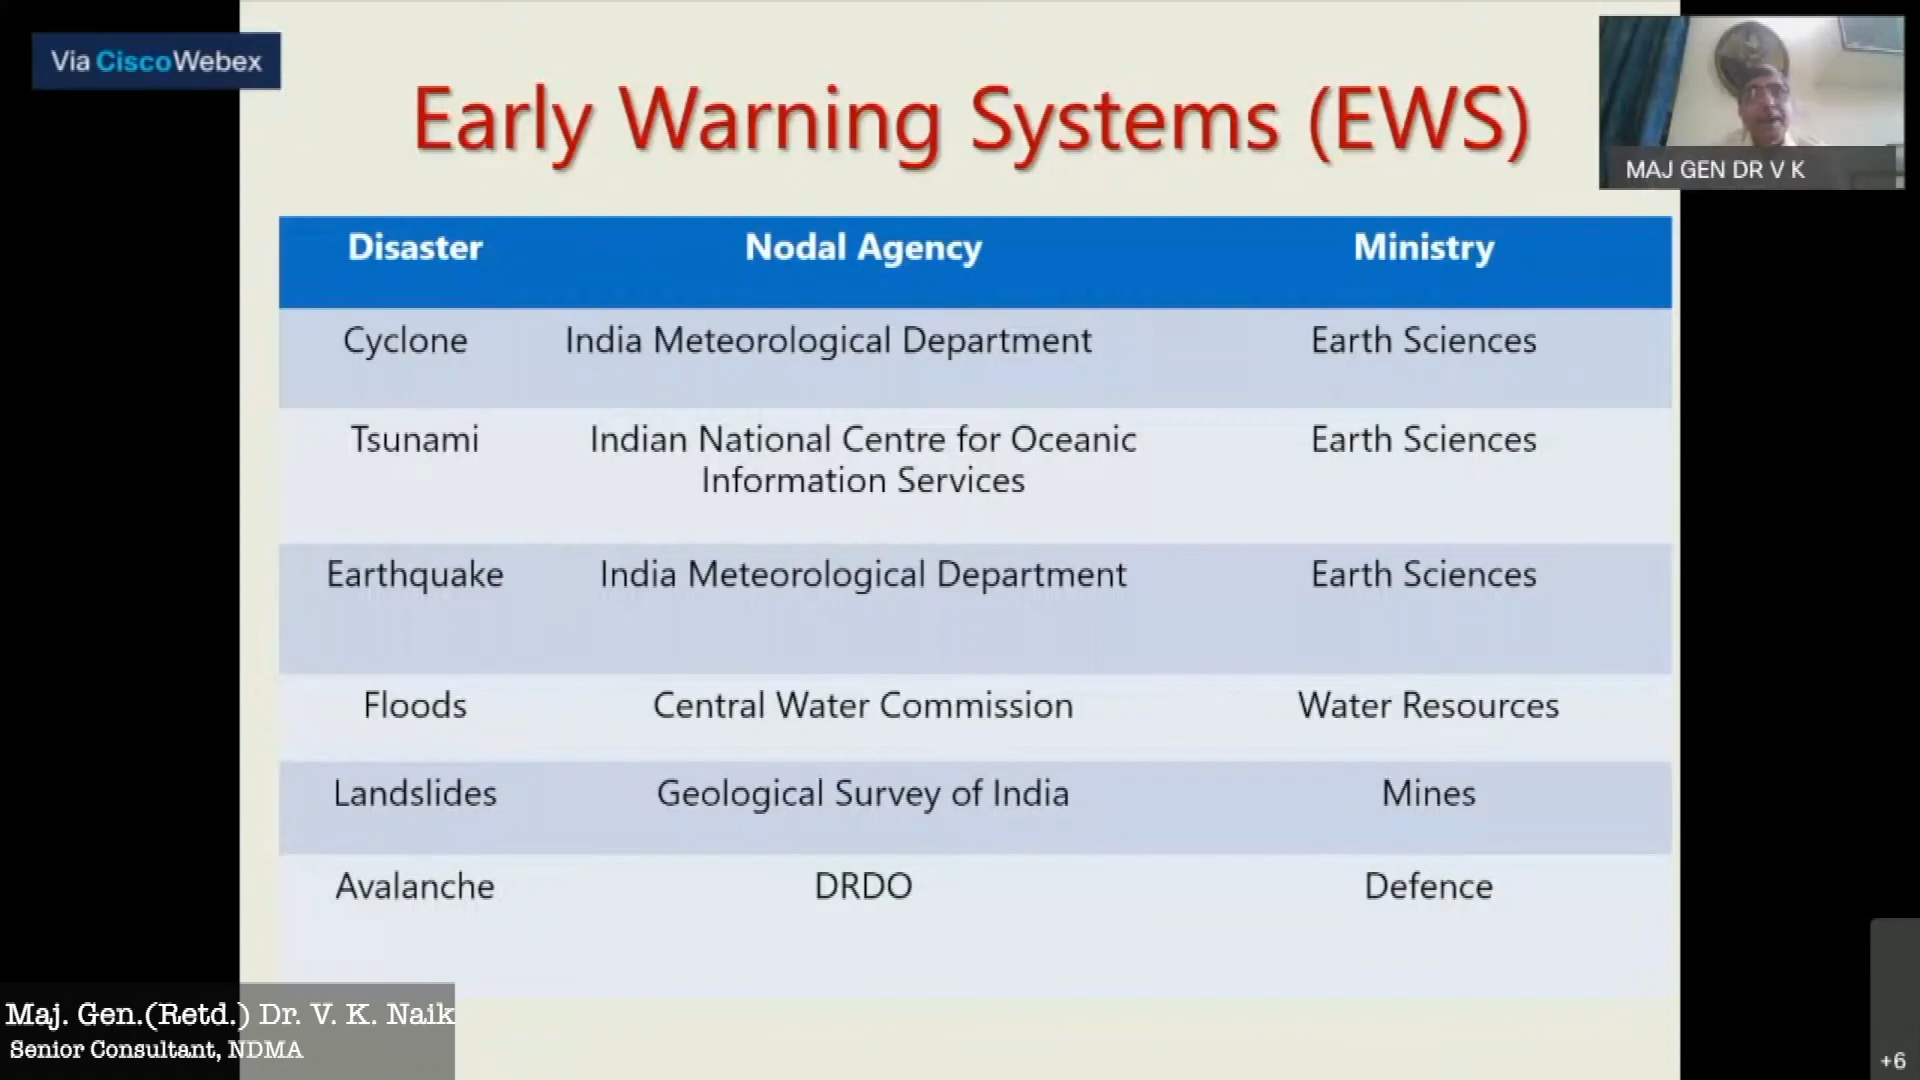 Via CiscoWebex
Early Warning Systems (EWS)
MAJ GEN DR V K
Disaster Nodal Agency Ministry
Cyclone India Meteorological Department Earth Sciences
Tsunami Indian National Centre for Oceanic Earth Sciences
Information Services
Earthquake India Meteorological Department Earth Sciences
Floods Central Water Commission Water Resources
Landslides Geological Survey of India Mines
Avalanche DRDO Defence
Maj. Gen.(Retd.) Dr. V. K. Naik
Senior Consultant, NDMA
+6